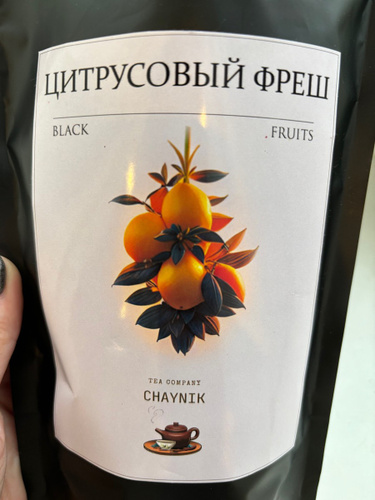 ЦИТРУСОВЫЙ ФРЕШ
BLACK
FRUITS
TEA COMPANY
CHAYNIK